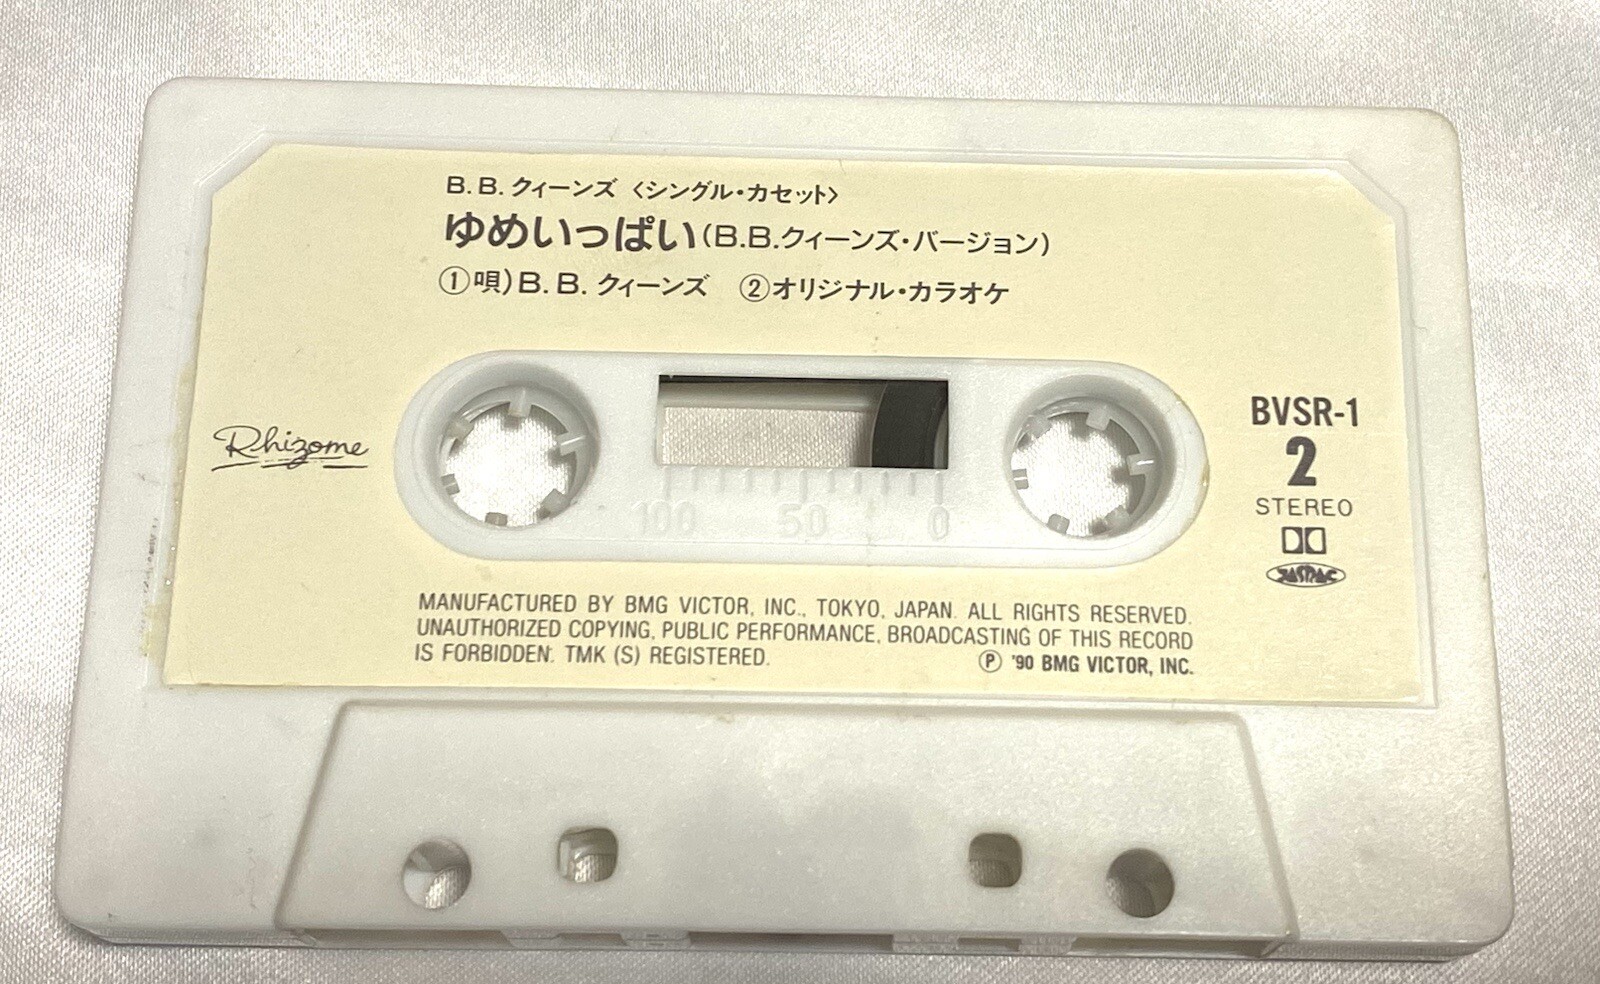 B.B.クィーンズ〈シングル・カセット〉
ゆめいっぱい(B.B.クィーンズ・バージョン)
①唄)B.B.クィーンズ ②オリジナル・カラオケ
Rhizome
BVSR-1
2
STEREO
JASRAC
100 50 0
MANUFACTURED BY BMG VICTOR, INC., TOKYO, JAPAN. ALL RIGHTS RESERVED.
UNAUTHORIZED COPYING, PUBLIC PERFORMANCE, BROADCASTING OF THIS RECORD
IS FORBIDDEN. TMK (S) REGISTERED.
Ⓟ '90 BMG VICTOR, INC.